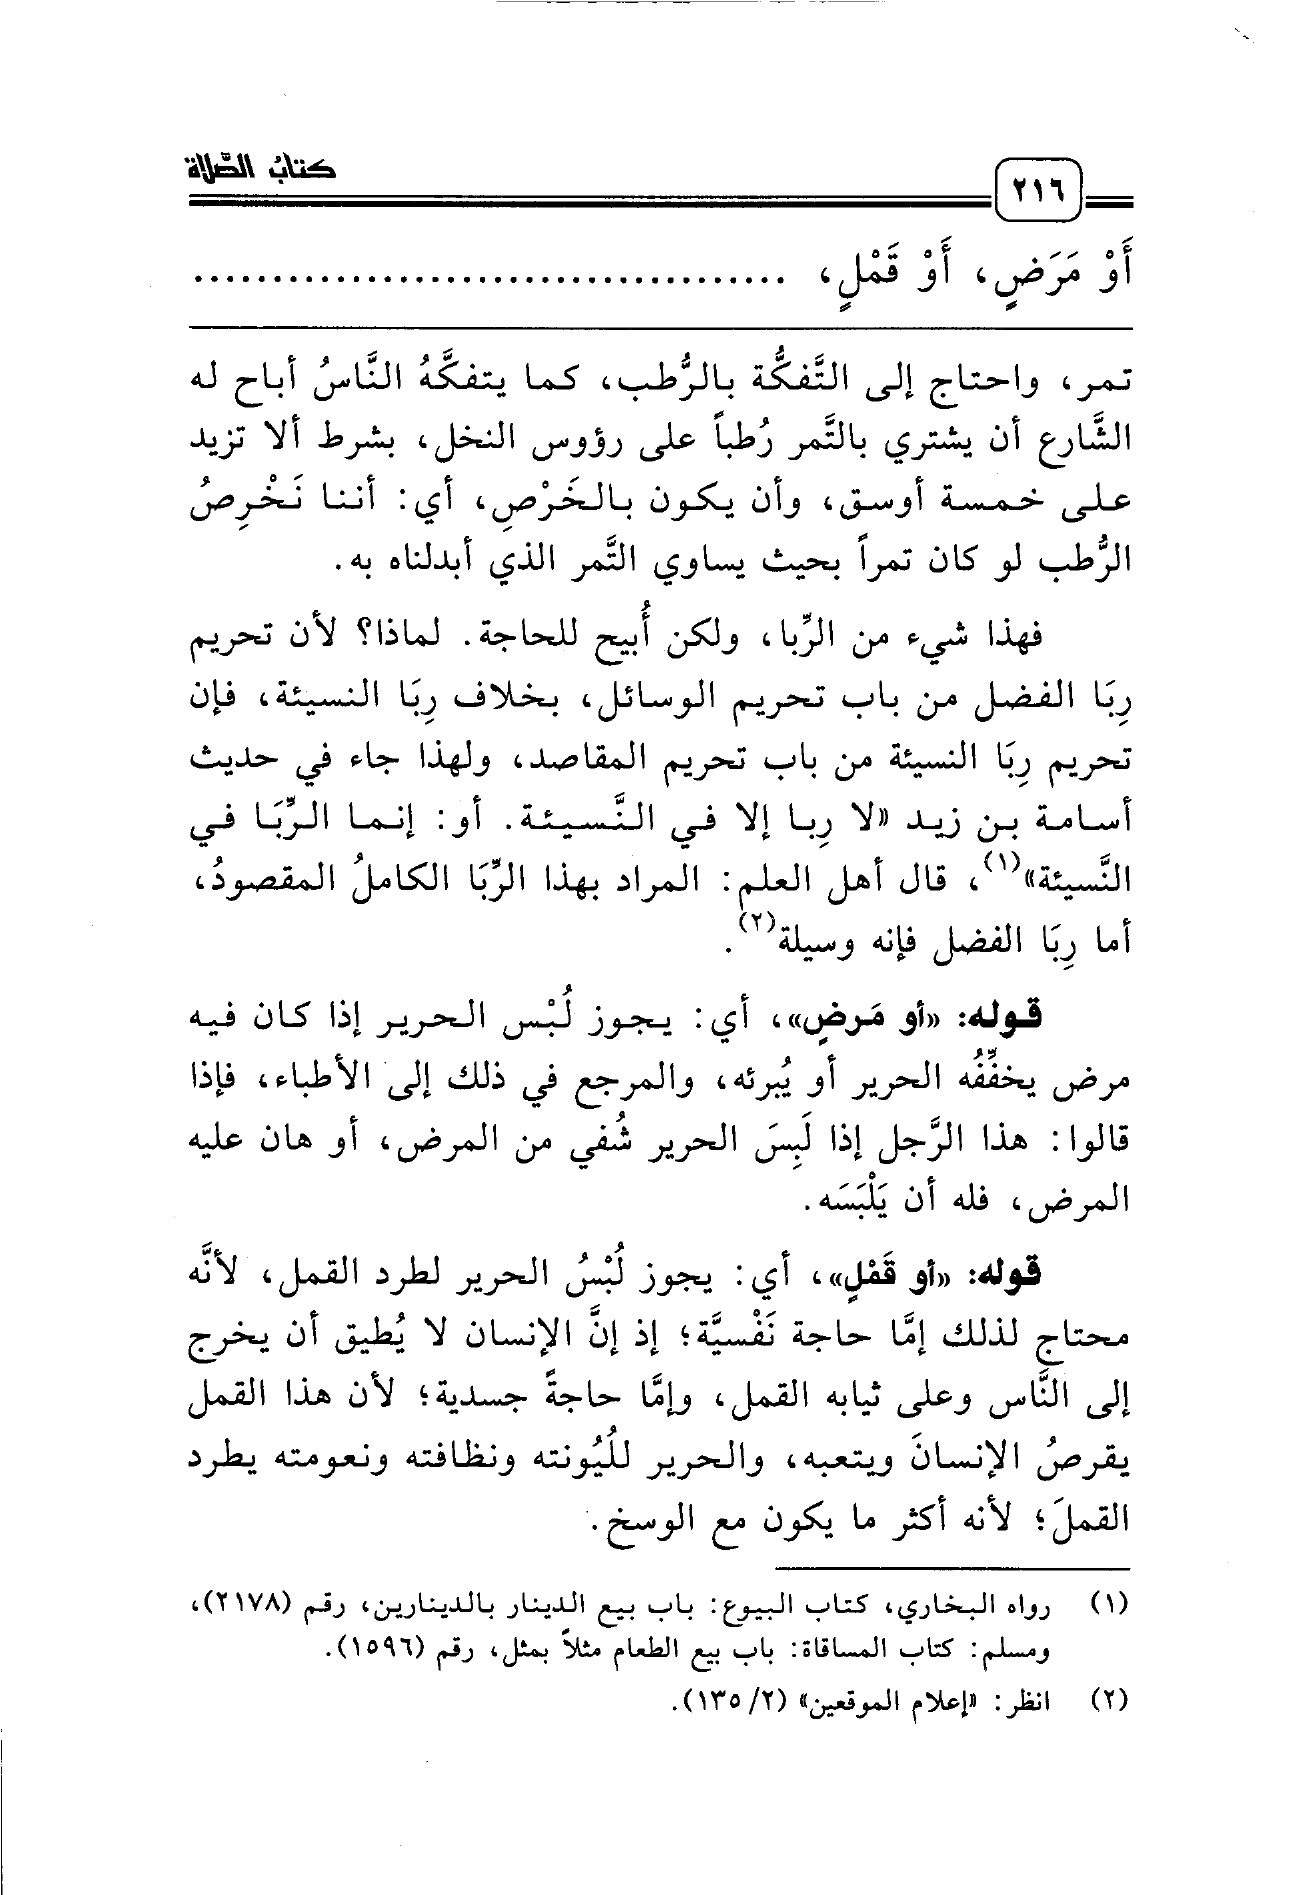 كتاب الصَّلاة
٢١٦
أَوْ مَرَضٍ، أَوْ قَمْلٍ، .....................................
تمر، واحتاج إلى التَّفكُّة بالرُّطب، كما يتفكَّهُ النَّاسُ أباح له
الشَّارع أن يشتري بالتَّمر رُطباً على رؤوس النخل، بشرط ألا تزيد
على خمسة أوسق، وأن يكون بالخَرْصِ، أي: أننا نَخْرِصُ
الرُّطب لو كان تمراً بحيث يساوي التَّمر الذي أبدلناه به.
فهذا شيء من الرِّبا، ولكن أُبيح للحاجة. لماذا؟ لأن تحريم
رِبَا الفضل من باب تحريم الوسائل، بخلاف رِبَا النسيئة، فإن
تحريم رِبَا النسيئة من باب تحريم المقاصد، ولهذا جاء في حديث
أسامة بن زيد «لا رِبا إلا في النَّسيئة. أو: إنما الرِّبَا في
النَّسيئة»(١)، قال أهل العلم: المراد بهذا الرِّبَا الكاملُ المقصودُ،
أما رِبَا الفضل فإنه وسيلة(٢).
قوله: «أو مَرضٍ»، أي: يجوز لُبْس الحرير إذا كان فيه
مرض يخفِّفُه الحرير أو يُبرئه، والمرجع في ذلك إلى الأطباء، فإذا
قالوا: هذا الرَّجل إذا لَبِسَ الحرير شُفي من المرض، أو هان عليه
المرض، فله أن يَلْبَسَه.
قوله: «أو قَمْلٍ»، أي: يجوز لُبْسُ الحرير لطرد القمل، لأنَّه
محتاج لذلك إمَّا حاجة نَفْسيَّة؛ إذ إنَّ الإنسان لا يُطيق أن يخرج
إلى النَّاس وعلى ثيابه القمل، وإمَّا حاجةً جسدية؛ لأن هذا القمل
يقرصُ الإنسانَ ويتعبه، والحرير للُيُونته ونظافته ونعومته يطرد
القملَ؛ لأنه أكثر ما يكون مع الوسخ.
(١) رواه البخاري، كتاب البيوع: باب بيع الدينار بالدينارين، رقم (٢١٧٨)،
ومسلم: كتاب المساقاة: باب بيع الطعام مثلاً بمثل، رقم (١٥٩٦).
(٢) انظر: «إعلام الموقعين» (١٣٥/٢).